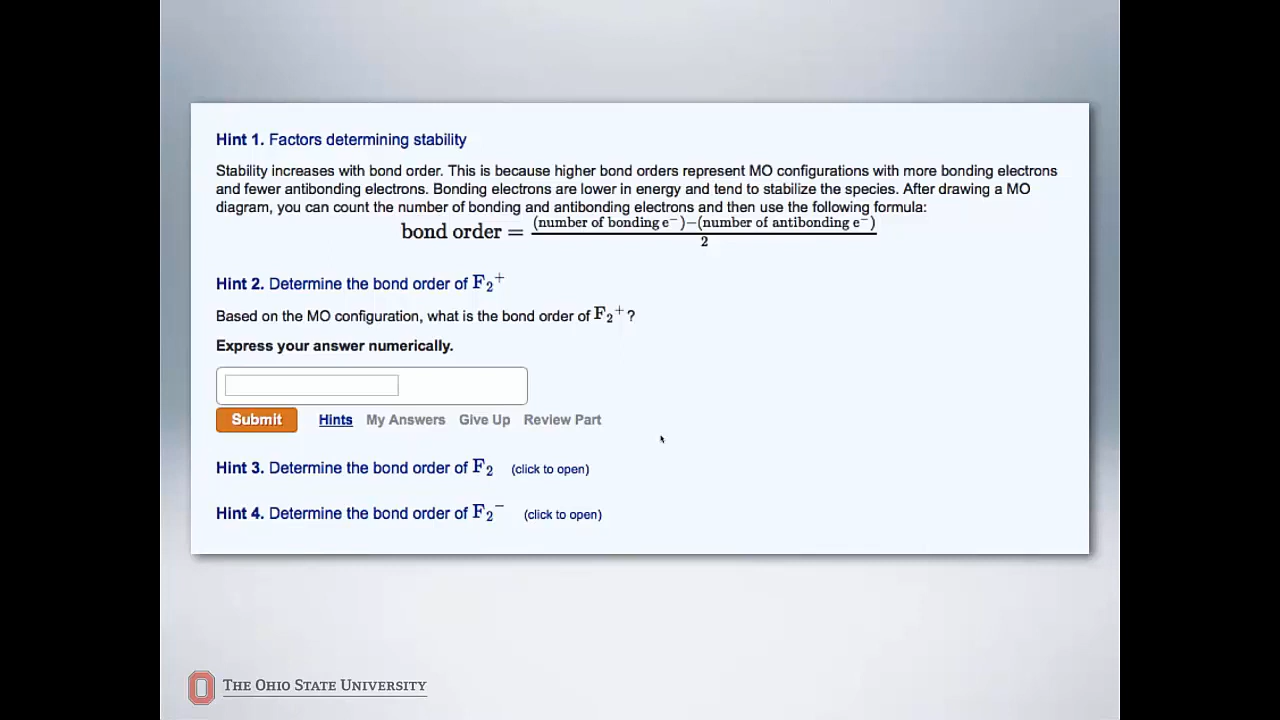 Hint 1. Factors determining stability
Stability increases with bond order. This is because higher bond orders represent MO configurations with more bonding electrons
and fewer antibonding electrons. Bonding electrons are lower in energy and tend to stabilize the species. After drawing a MO
diagram, you can count the number of bonding and antibonding electrons and then use the following formula:
bond order = (number of bonding e⁻)−(number of antibonding e⁻) / 2
Hint 2. Determine the bond order of F₂⁺
Based on the MO configuration, what is the bond order of F₂⁺?
Express your answer numerically.
Submit Hints My Answers Give Up Review Part
Hint 3. Determine the bond order of F₂ (click to open)
Hint 4. Determine the bond order of F₂⁻ (click to open)
THE OHIO STATE UNIVERSITY